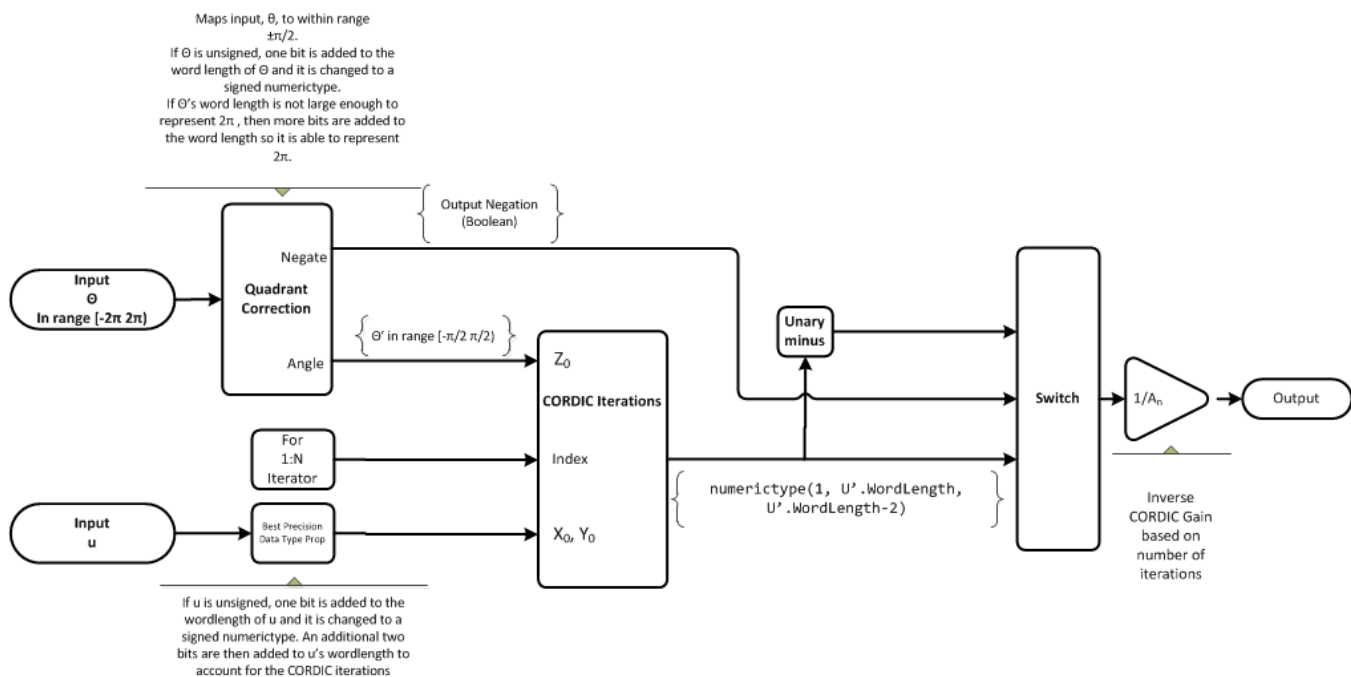 Maps input, θ, to within range
±π/2.
If Θ is unsigned, one bit is added to the
word length of Θ and it is changed to a
signed numerictype.
If Θ's word length is not large enough to
represent 2π , then more bits are added to
the word length so it is able to represent
2π.
Output Negation
(Boolean)
Input
Θ
In range [-2π 2π)
Negate
Quadrant
Correction
Angle
Θ' in range [-π/2 π/2)
Unary
minus
Z₀
CORDIC Iterations
Index
X₀, Y₀
For
1:N
Iterator
Input
u
Best Precision
Data Type Prop
If u is unsigned, one bit is added to the
wordlength of u and it is changed to a
signed numerictype. An additional two
bits are then added to u's wordlength to
account for the CORDIC iterations
numerictype(1, U'.WordLength,
U'.WordLength-2)
Switch
1/Aₙ
Output
Inverse
CORDIC Gain
based on
number of
iterations